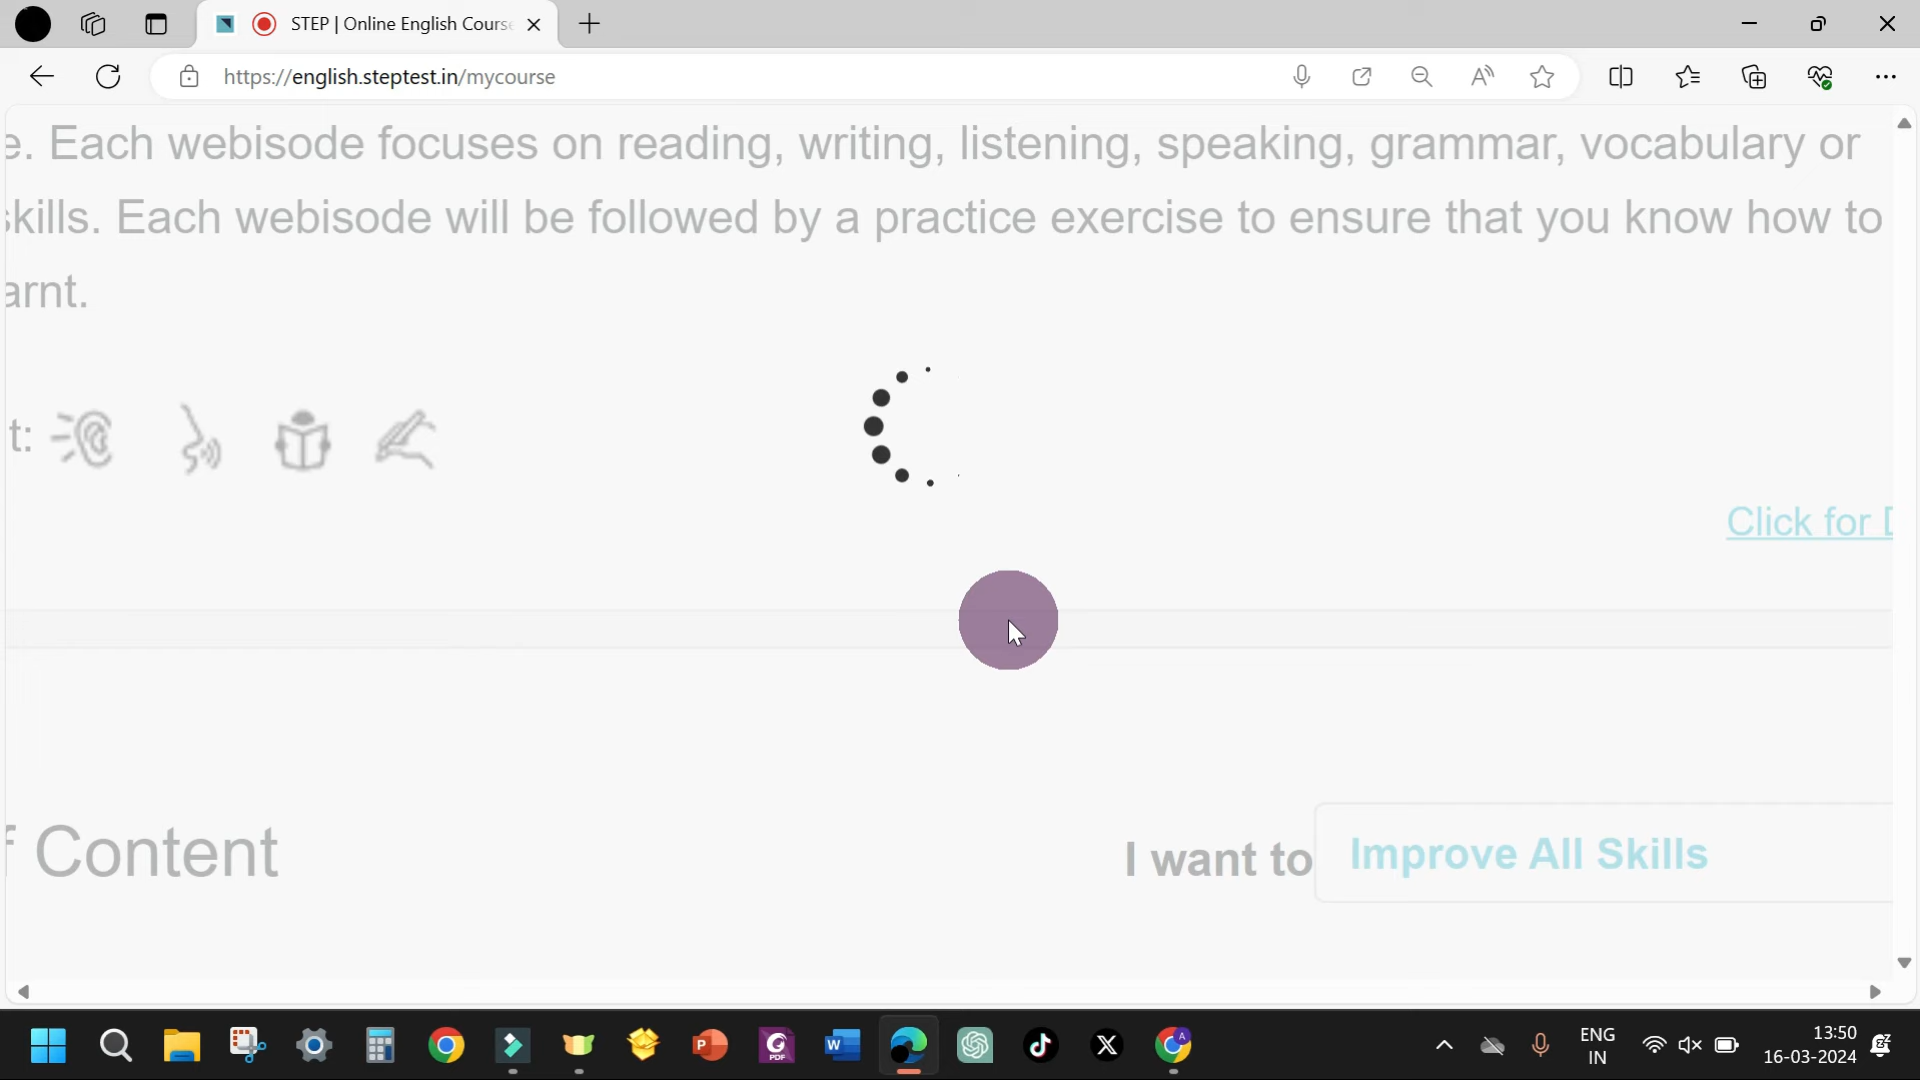 STEP | Online English Cours
https://english.steptest.in/mycourse
e. Each webisode focuses on reading, writing, listening, speaking, grammar, vocabulary or
skills. Each webisode will be followed by a practice exercise to ensure that you know how to
arnt.
t:
Click for D
f Content
I want to
Improve All Skills
ENG
IN
13:50
16-03-2024